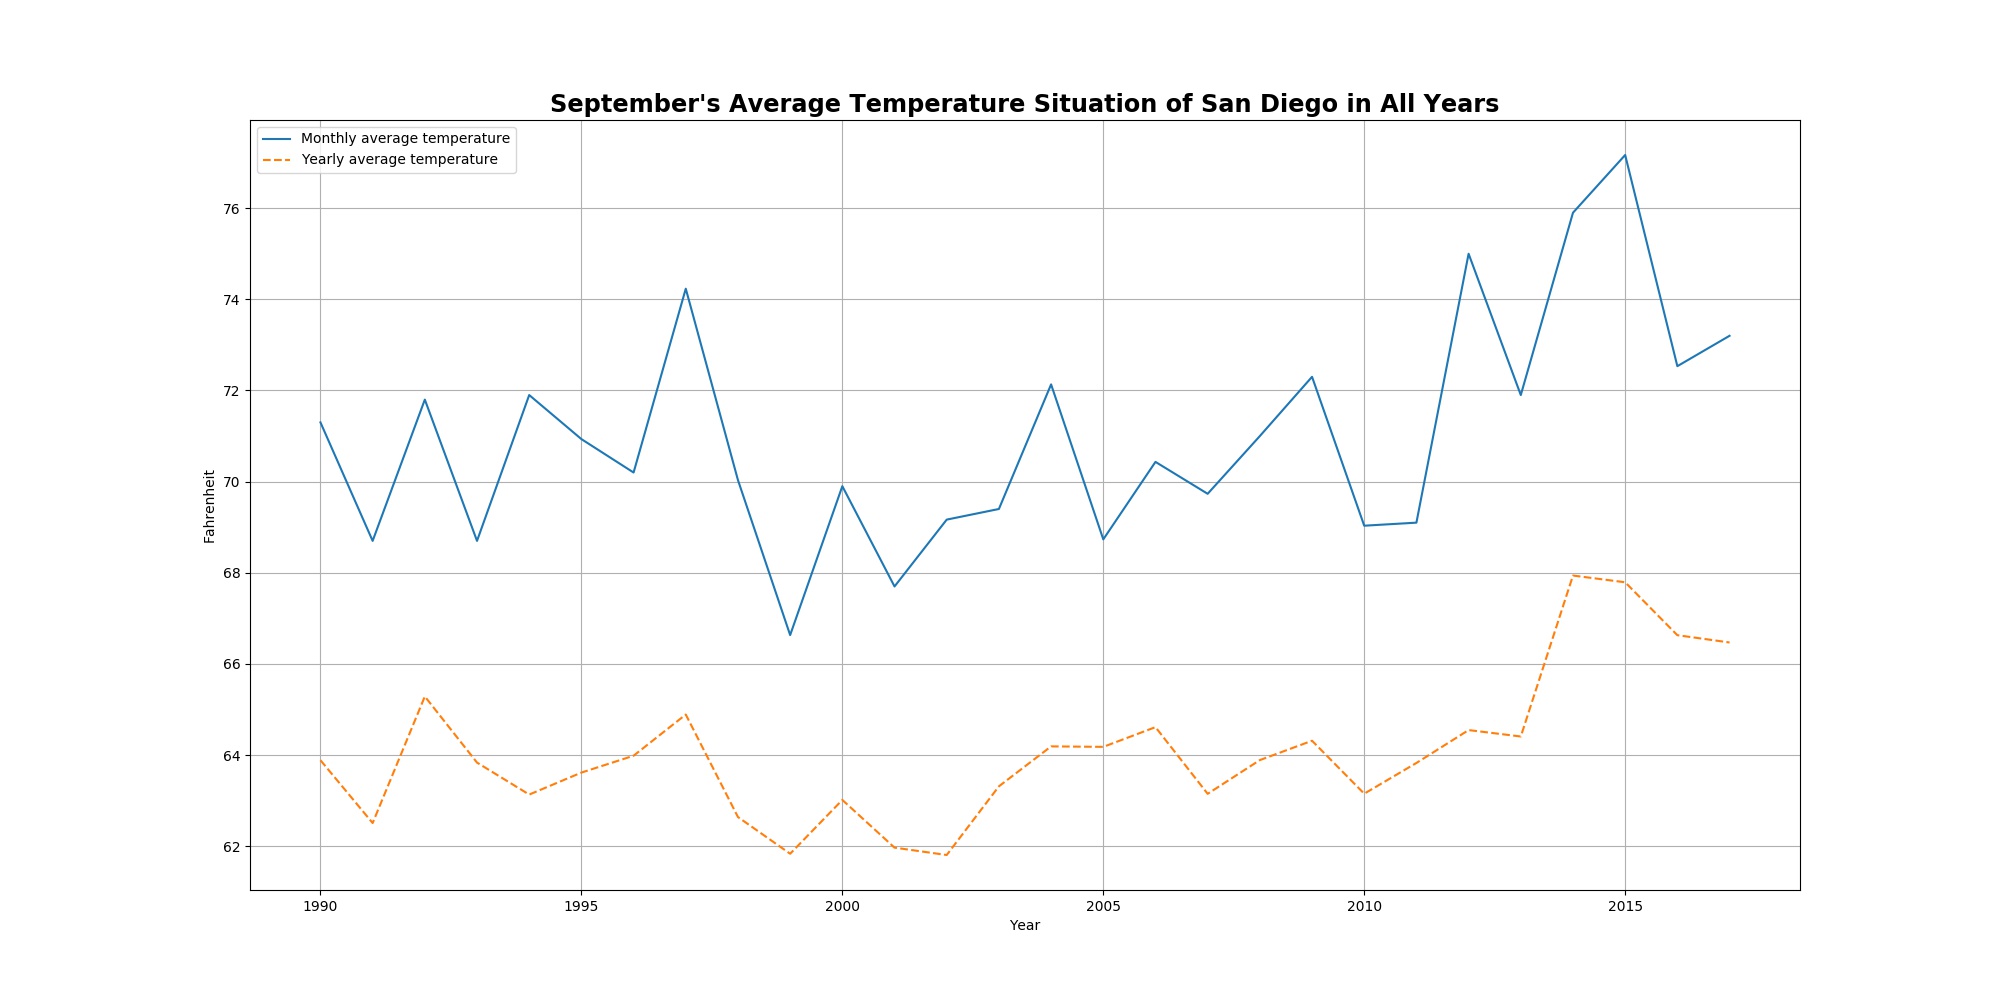 September's Average Temperature Situation of San Diego in All Years
Monthly average temperature
Yearly average temperature
76
74
72
70
68
66
64
62
Fahrenheit
1990 1995 2000 2005 2010 2015
Year